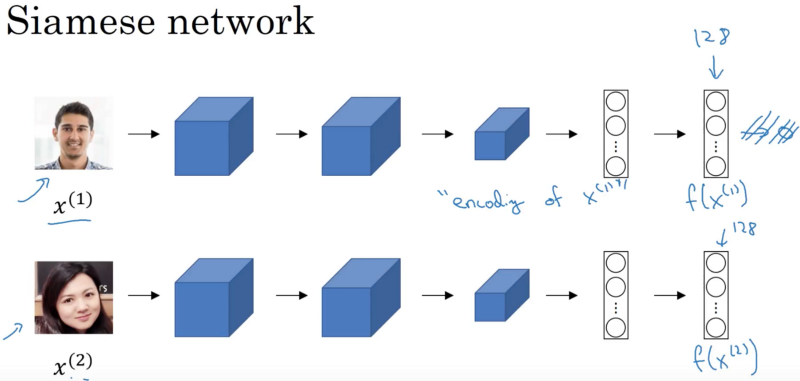 Siamese network
128
x^(1)
"encoding of x^(1)"
f(x^(1))
128
x^(2)
f(x^(2))